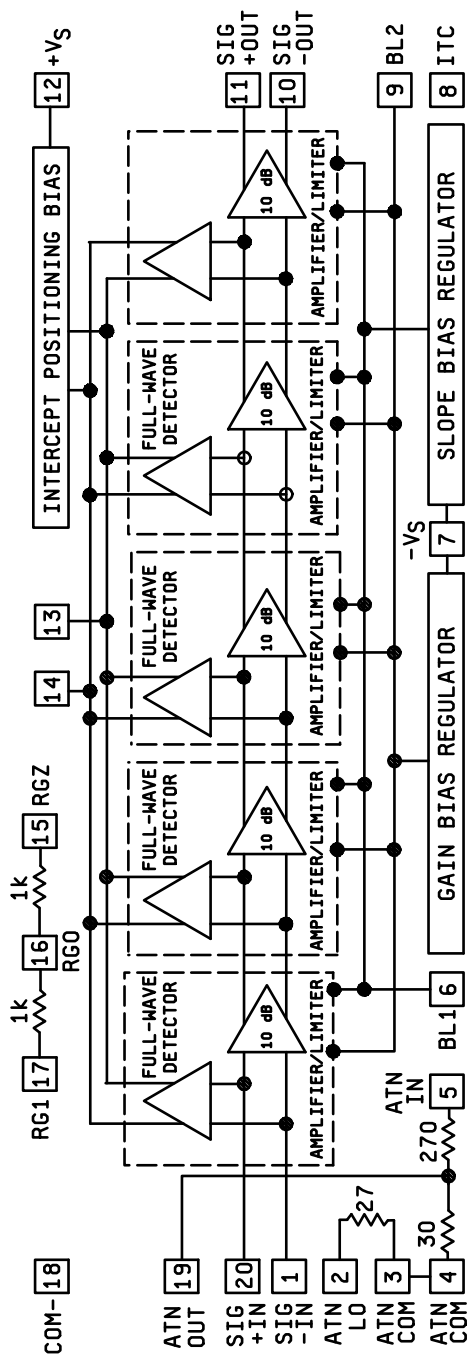 COM- 18
RG1 17
1k
16
RG0
1k
15 RGZ
14
13
INTERCEPT POSITIONING BIAS
12 +VS
ATN
OUT
19
SIG
+IN
20
SIG
-IN
1
ATN
LO
2
27
ATN
COM
3
ATN
COM
4
30
270
ATN
IN
5
FULL-WAVE
DETECTOR
10 dB
AMPLIFIER/LIMITER
FULL-WAVE
DETECTOR
10 dB
AMPLIFIER/LIMITER
FULL-WAVE
DETECTOR
10 dB
AMPLIFIER/LIMITER
FULL-WAVE
DETECTOR
10 dB
AMPLIFIER/LIMITER
10 dB
AMPLIFIER/LIMITER
11
SIG
+OUT
10
SIG
-OUT
9 BL2
BL1 6
GAIN BIAS REGULATOR
-VS
7
SLOPE BIAS REGULATOR
8 ITC